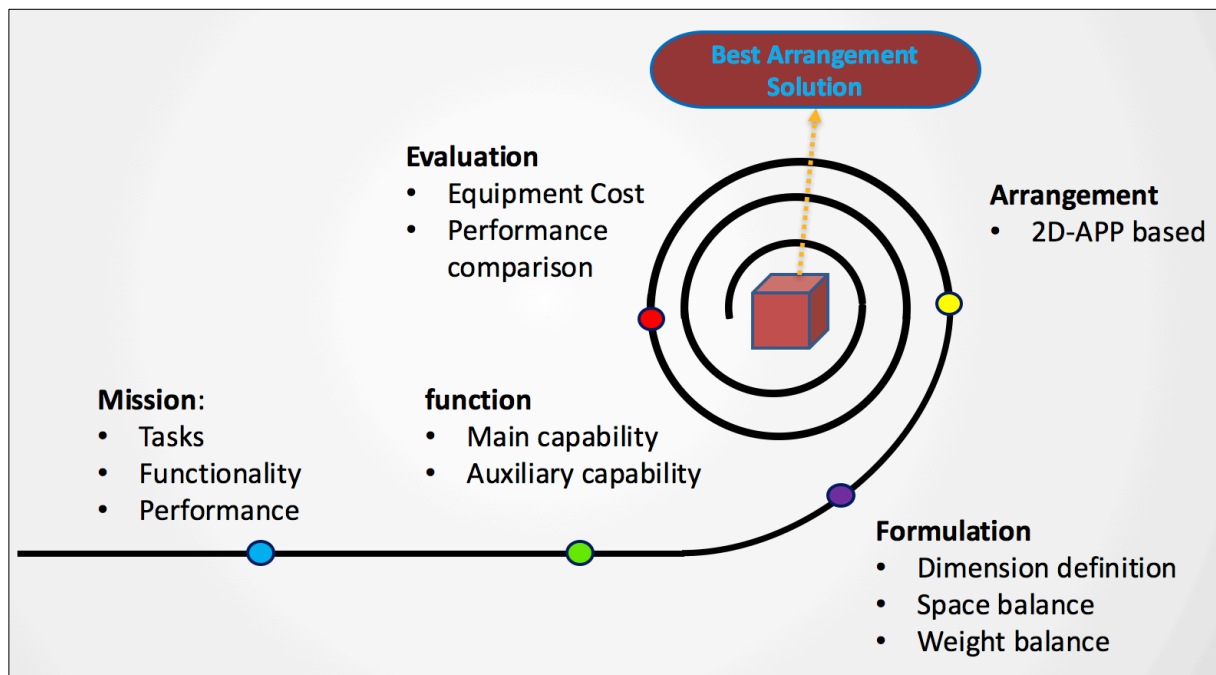 Best Arrangement
Solution
Evaluation
• Equipment Cost
• Performance
comparison
Arrangement
• 2D-APP based
Mission:
• Tasks
• Functionality
• Performance
function
• Main capability
• Auxiliary capability
Formulation
• Dimension definition
• Space balance
• Weight balance